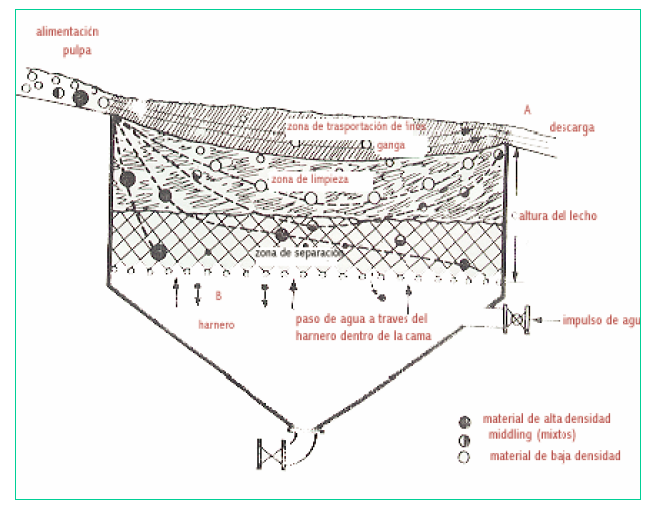 alimentación
pulpa
A
descarga
zona de trasportación de finos
ganga
zona de limpieza
altura del lecho
zona de separación
B
harnero
paso de agua a traves del
harnero dentro de la cama
impulso de agu
material de alta densidad
middling (mixtos)
material de baja densidad